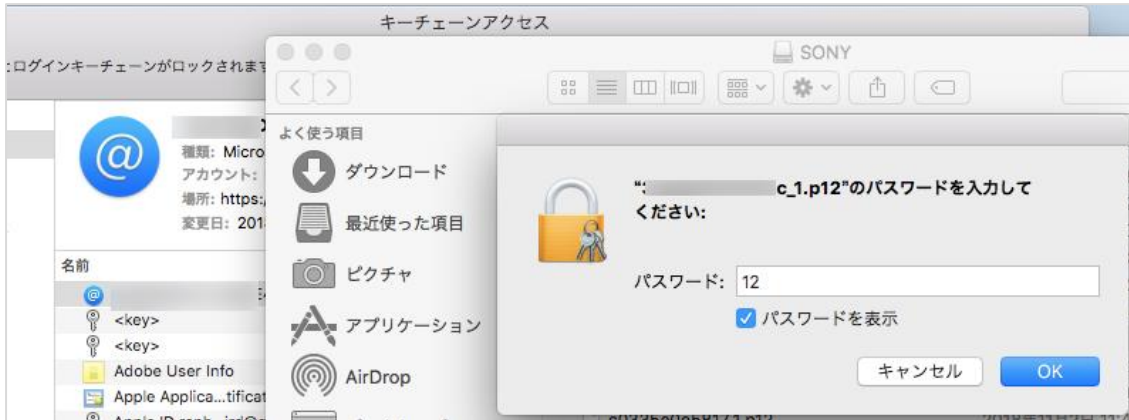 キーチェーンアクセス
とログインキーチェーンがロックされます
SONY
種類: Micro
アカウント:
場所: https:/
変更日: 201
名前
<key>
<key>
Adobe User Info
Apple Applica...tificat
よく使う項目
ダウンロード
最近使った項目
ピクチャ
アプリケーション
AirDrop
c_1.p12"のパスワードを入力して
ください:
パスワード: 12
パスワードを表示
キャンセル
OK